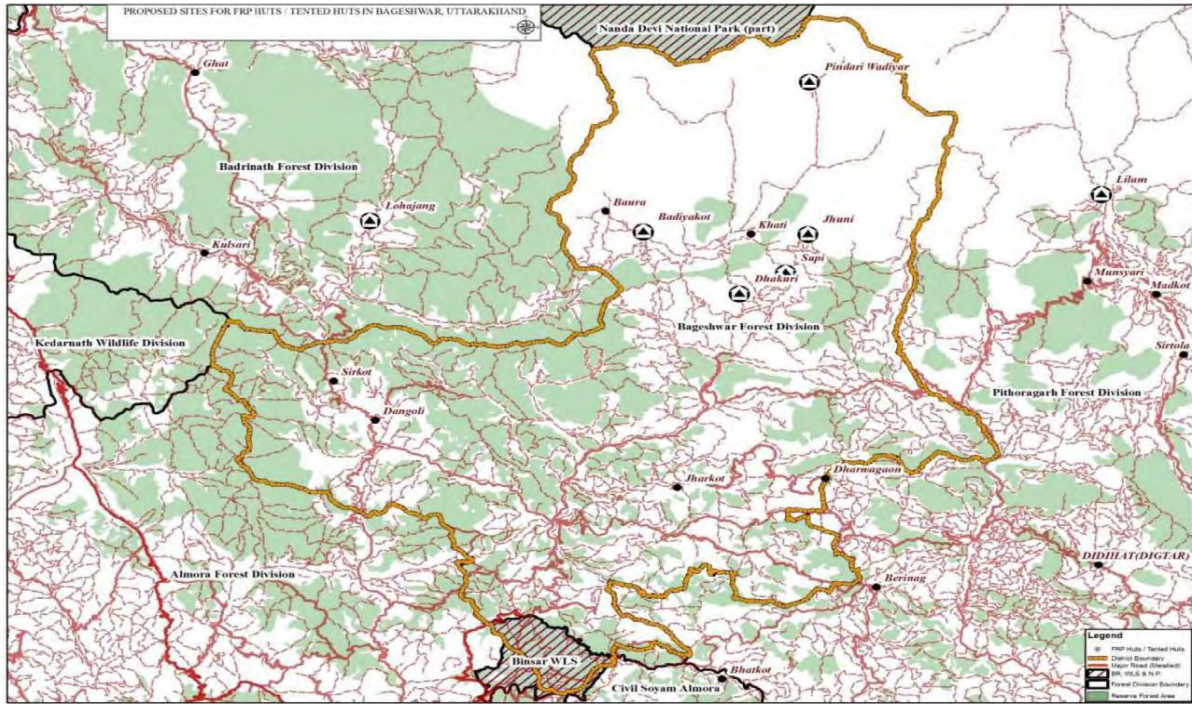 PROPOSED SITES FOR FRP HUTS / TENTED HUTS IN BAGESHWAR, UTTARAKHAND
Nanda Devi National Park (part)
Ghat
Pindari Wadiyar
Badrinath Forest Division
Lilam
Lohajang
Baura
Badiyakot
Khati
Jhuni
Kulsari
Supi
Dhakuri
Munsyari
Madkot
Bageshwar Forest Division
Kedarnath Wildlife Division
Sirtola
Sirkot
Pithoragarh Forest Division
Dangoli
Dharmagaon
Jharkot
DIDIHAT(DIGTAR)
Almora Forest Division
Berinag
Binsar WLS
Bhatkot
Civil Soyam Almora
Legend
FRP Huts / Tented Huts
District Boundary
Major Road (Metalled)
BR, WLS & N.P.
Forest Division Boundary
Reserve Forest Area